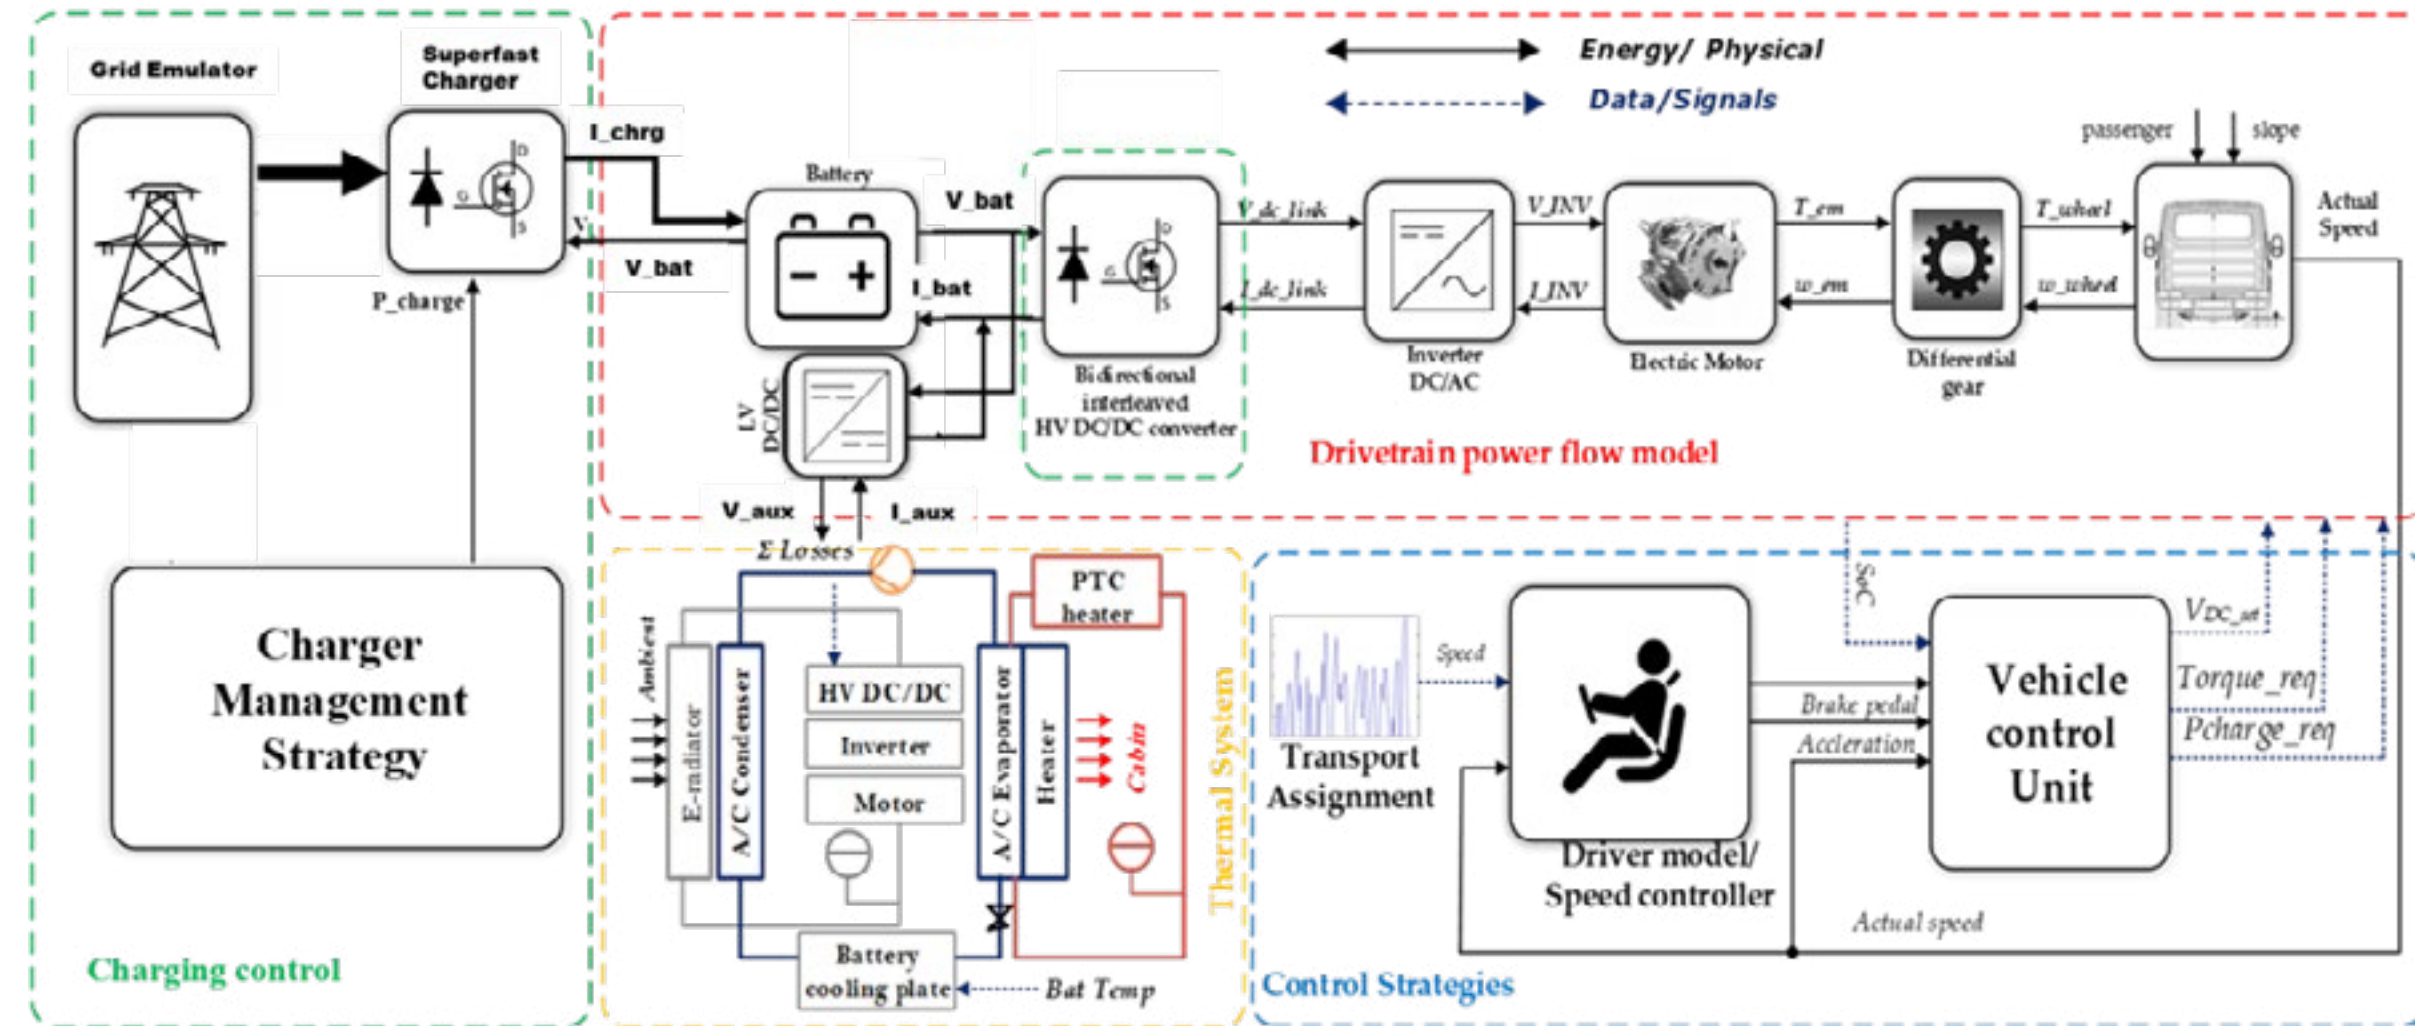 Grid Emulator
Superfast
Charger
I_chrg
V_bat
P_charge
Charger
Management
Strategy
Charging control
Energy/ Physical
Data/Signals
Battery
V_bat
I_bat
LV
DC/DC
V_aux
I_aux
D
G
S
D
G
S
Bidirectional
interleaved
HV DC/DC converter
V_dc_link
I_dc_link
Inverter
DC/AC
V_INV
I_INV
Electric Motor
T_em
w_em
Differential
gear
T_wheel
w_wheel
passenger
slope
Actual
Speed
Drivetrain power flow model
Σ Losses
PTC
heater
Ambient
E-radiator
A/C Condenser
HV DC/DC
Inverter
Motor
A/C Evaporator
Heater
Cabin
Battery
cooling plate
Bat Temp
Thermal System
Speed
Transport
Assignment
Driver model/
Speed controller
Brake pedal
Accleration
SoC
Vehicle
control
Unit
VDC_set
Torque_req
Pcharge_req
Actual speed
Control Strategies